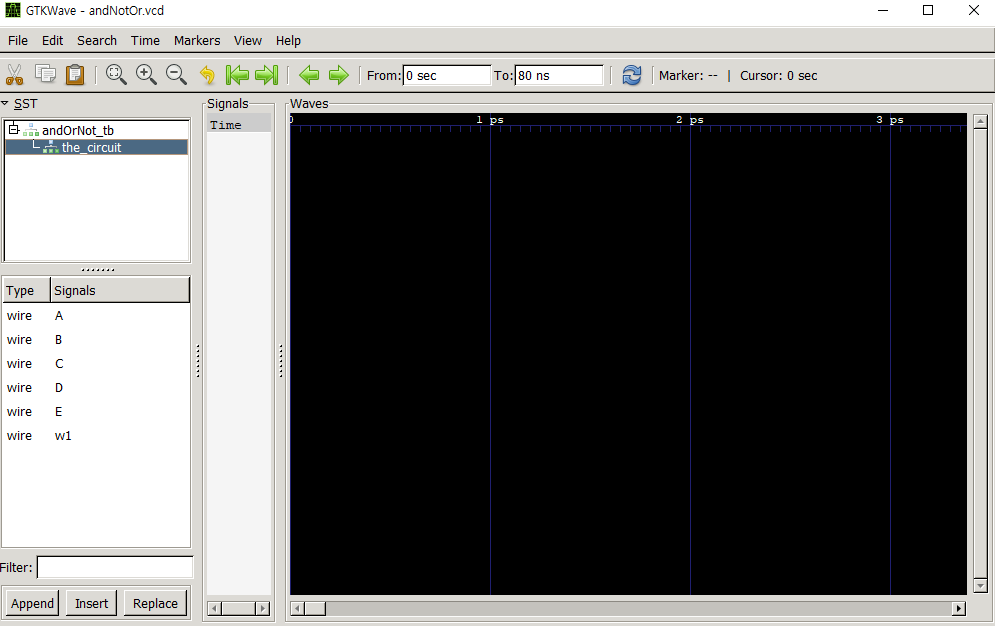 GTKWave - andNotOr.vcd
File Edit Search Time Markers View Help
From: 0 sec To: 80 ns Marker: -- | Cursor: 0 sec
SST
andOrNot_tb
the_circuit
Type Signals
wire A
wire B
wire C
wire D
wire E
wire w1
Filter:
Append Insert Replace
Signals
Time
Waves
0 1 ps 2 ps 3 ps